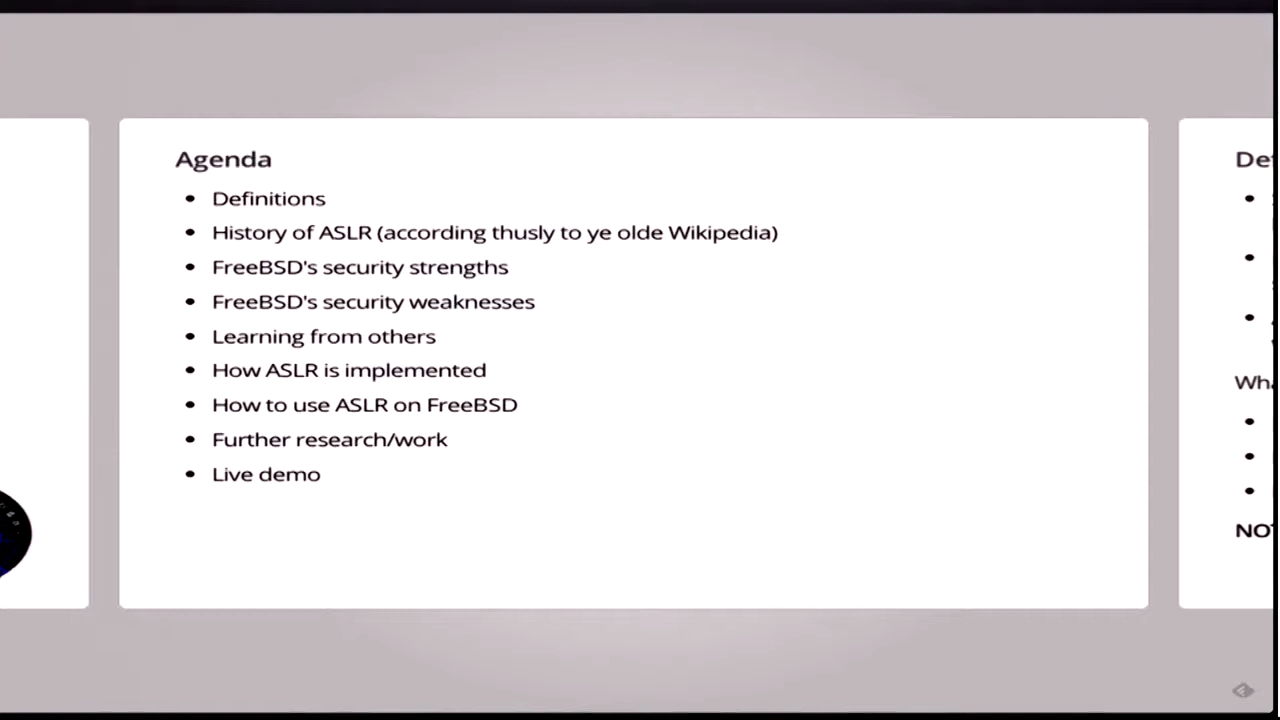 Agenda
• Definitions
• History of ASLR (according thusly to ye olde Wikipedia)
• FreeBSD's security strengths
• FreeBSD's security weaknesses
• Learning from others
• How ASLR is implemented
• How to use ASLR on FreeBSD
• Further research/work
• Live demo